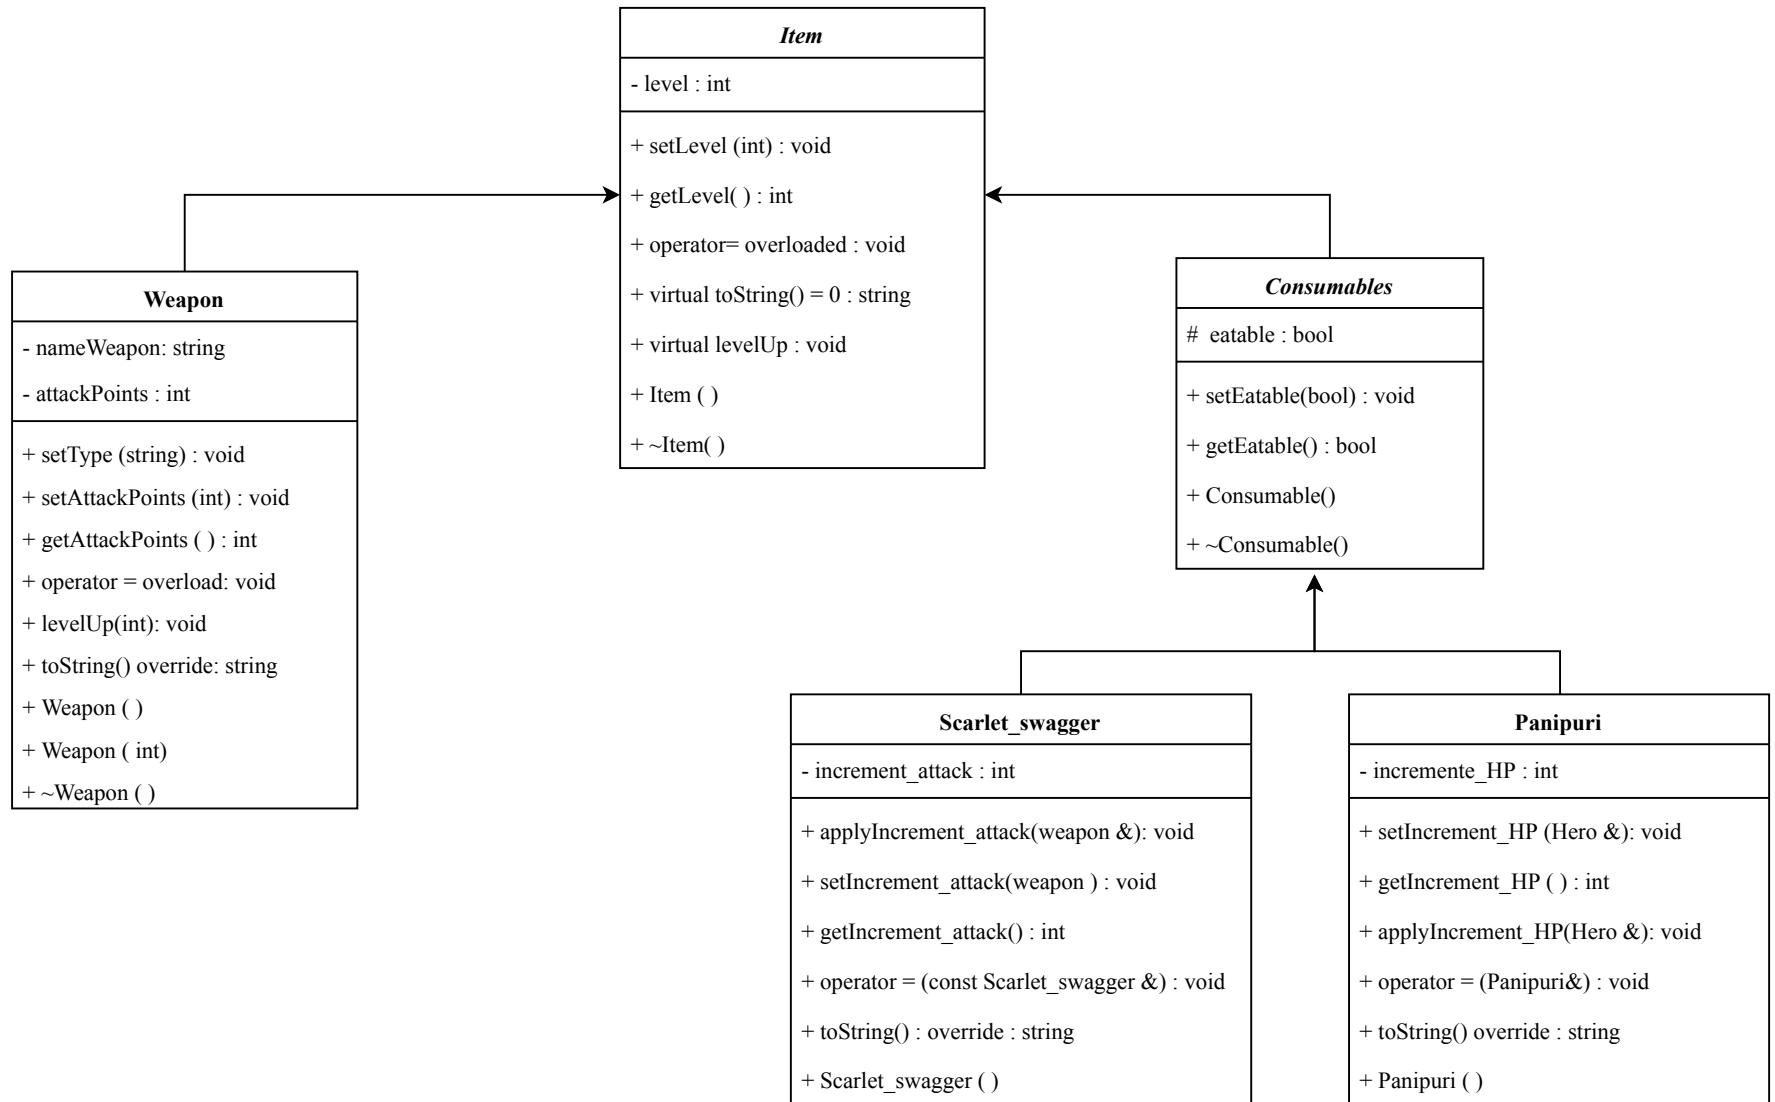 Item
- level : int
+ setLevel (int) : void
+ getLevel( ) : int
+ operator= overloaded : void
+ virtual toString() = 0 : string
+ virtual levelUp : void
+ Item ( )
+ ~Item( )
Weapon
- nameWeapon: string
- attackPoints : int
+ setType (string) : void
+ setAttackPoints (int) : void
+ getAttackPoints ( ) : int
+ operator = overload: void
+ levelUp(int): void
+ toString() override: string
+ Weapon ( )
+ Weapon ( int)
+ ~Weapon ( )
Consumables
# eatable : bool
+ setEatable(bool) : void
+ getEatable() : bool
+ Consumable()
+ ~Consumable()
Scarlet_swagger
- increment_attack : int
+ applyIncrement_attack(weapon &): void
+ setIncrement_attack(weapon ) : void
+ getIncrement_attack() : int
+ operator = (const Scarlet_swagger &) : void
+ toString() : override : string
+ Scarlet_swagger ( )
Panipuri
- incremente_HP : int
+ setIncrement_HP (Hero &): void
+ getIncrement_HP ( ) : int
+ applyIncrement_HP(Hero &): void
+ operator = (Panipuri&) : void
+ toString() override : string
+ Panipuri ( )